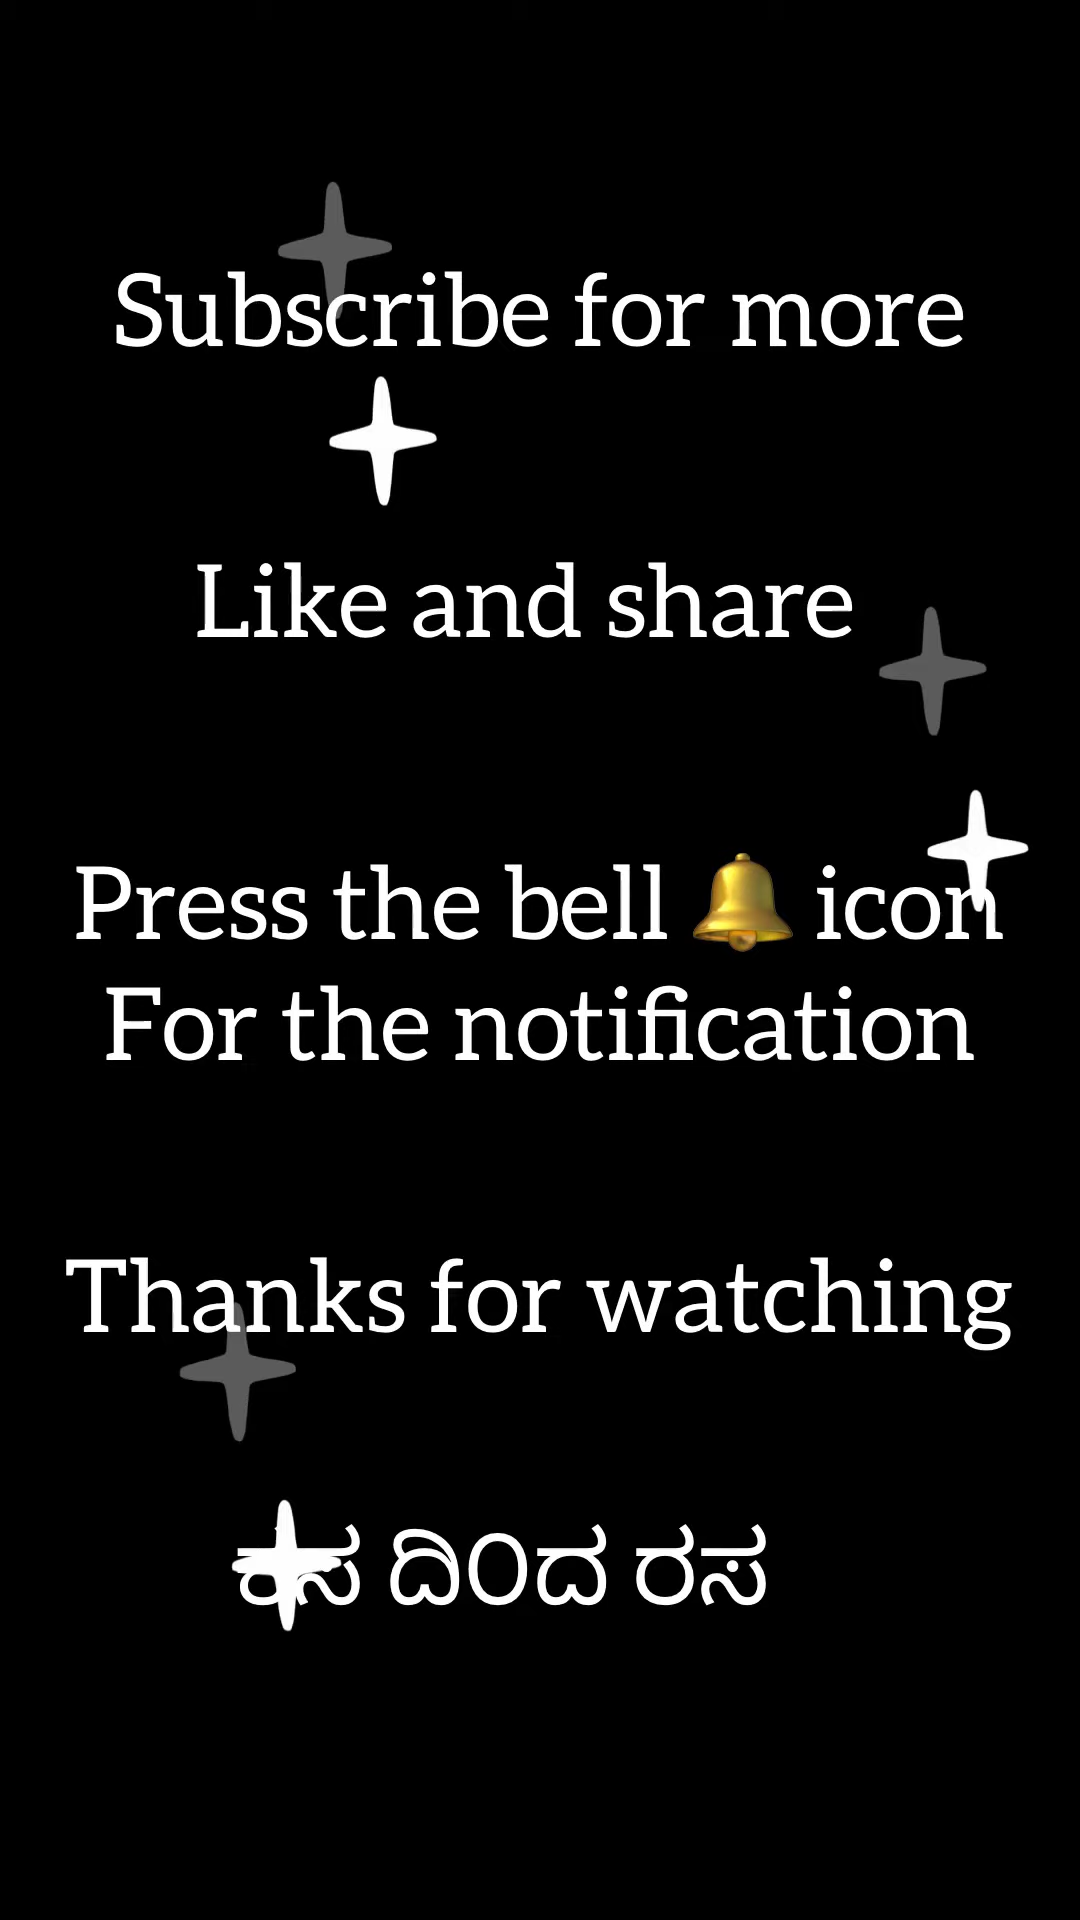 Subscribe for more
Like and share
Press the bell 🔔 icon
For the notification
Thanks for watching
ದಿಂದ ರಸ